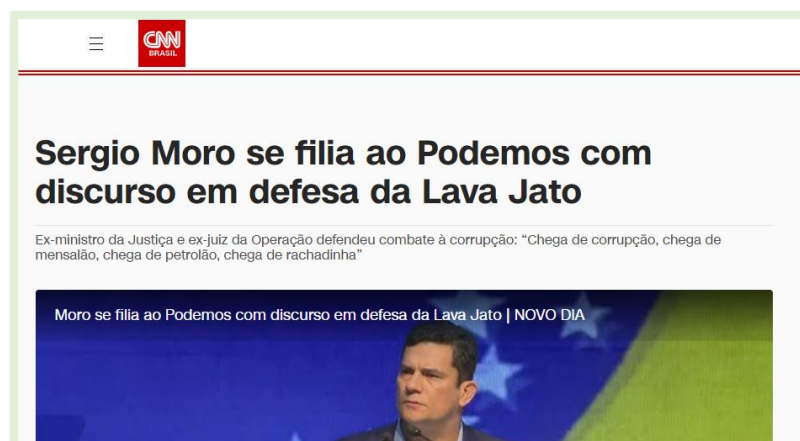 CNN
BRASIL
Sergio Moro se filia ao Podemos com
discurso em defesa da Lava Jato
Ex-ministro da Justiça e ex-juiz da Operação defendeu combate à corrupção: “Chega de corrupção, chega de
mensalão, chega de petrolão, chega de rachadinha”
Moro se filia ao Podemos com discurso em defesa da Lava Jato | NOVO DIA